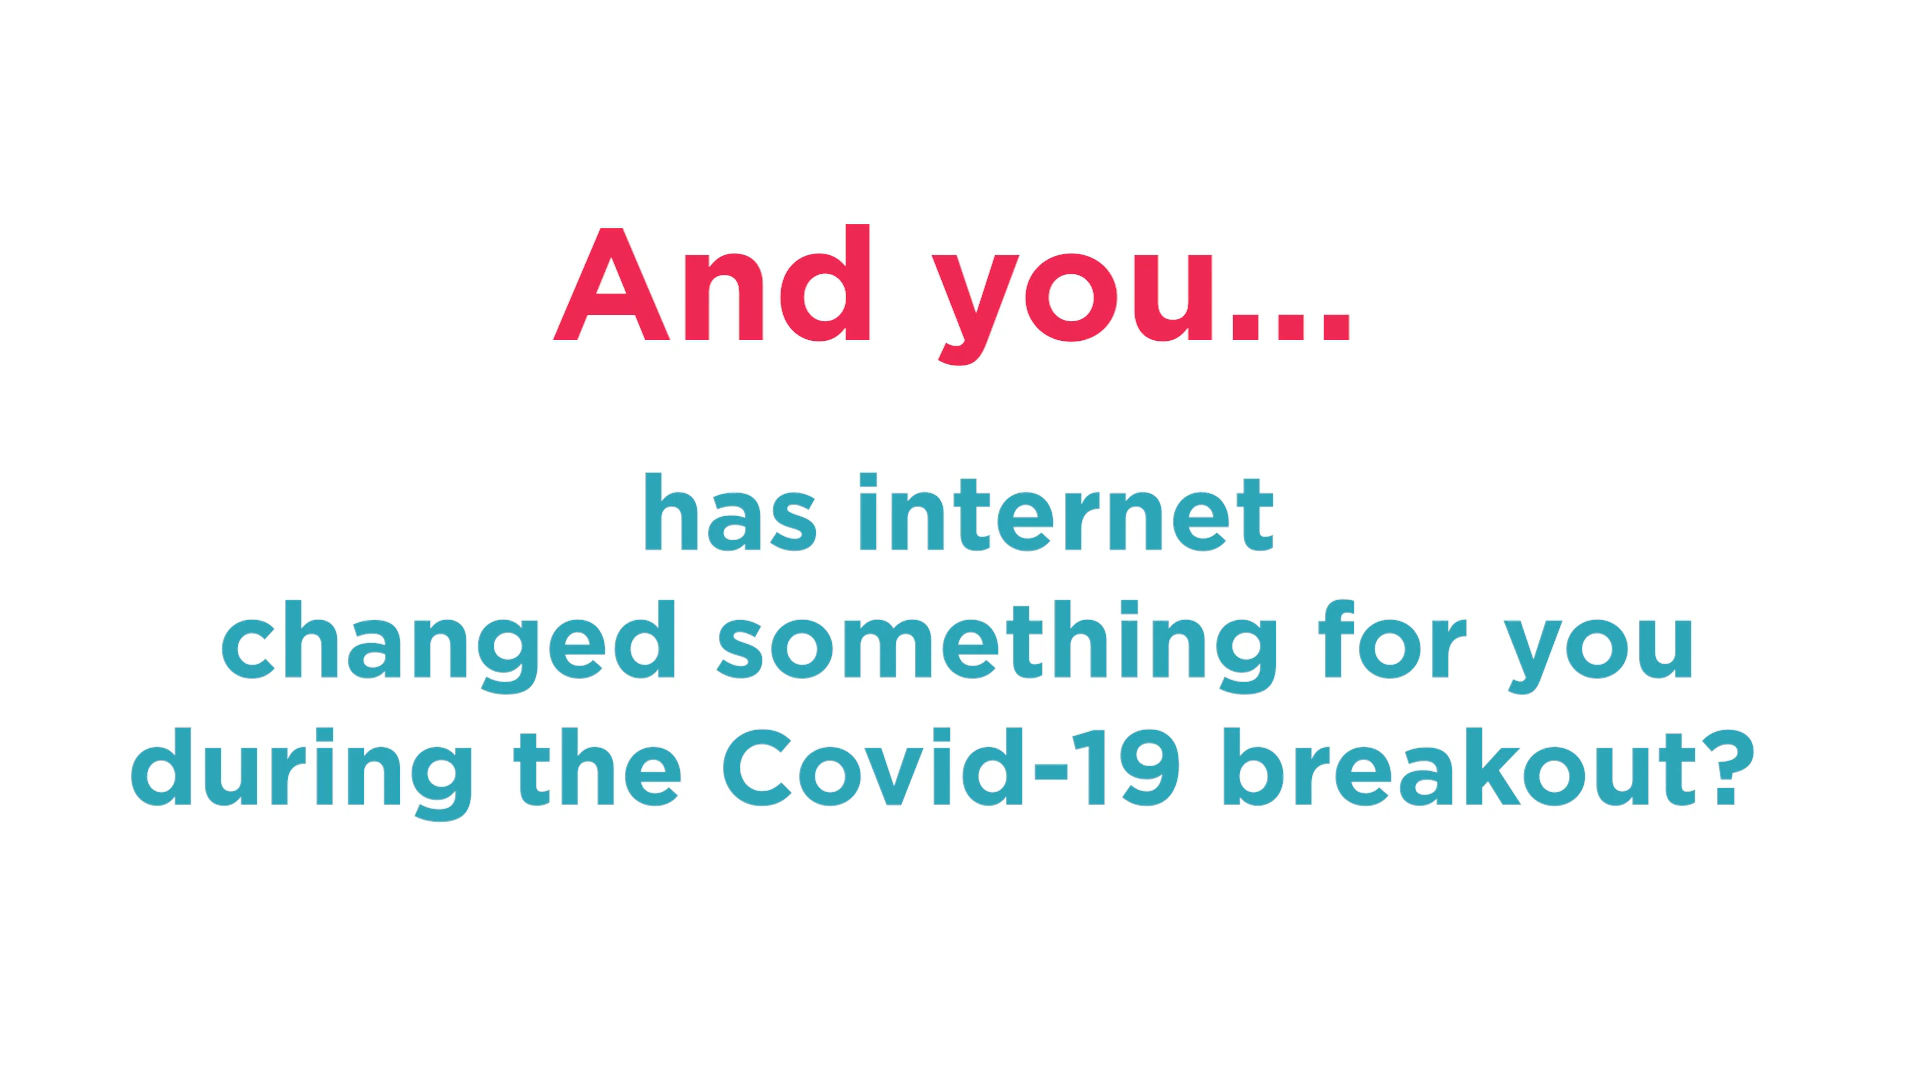 And you...
has internet
changed something for you
during the Covid-19 breakout?